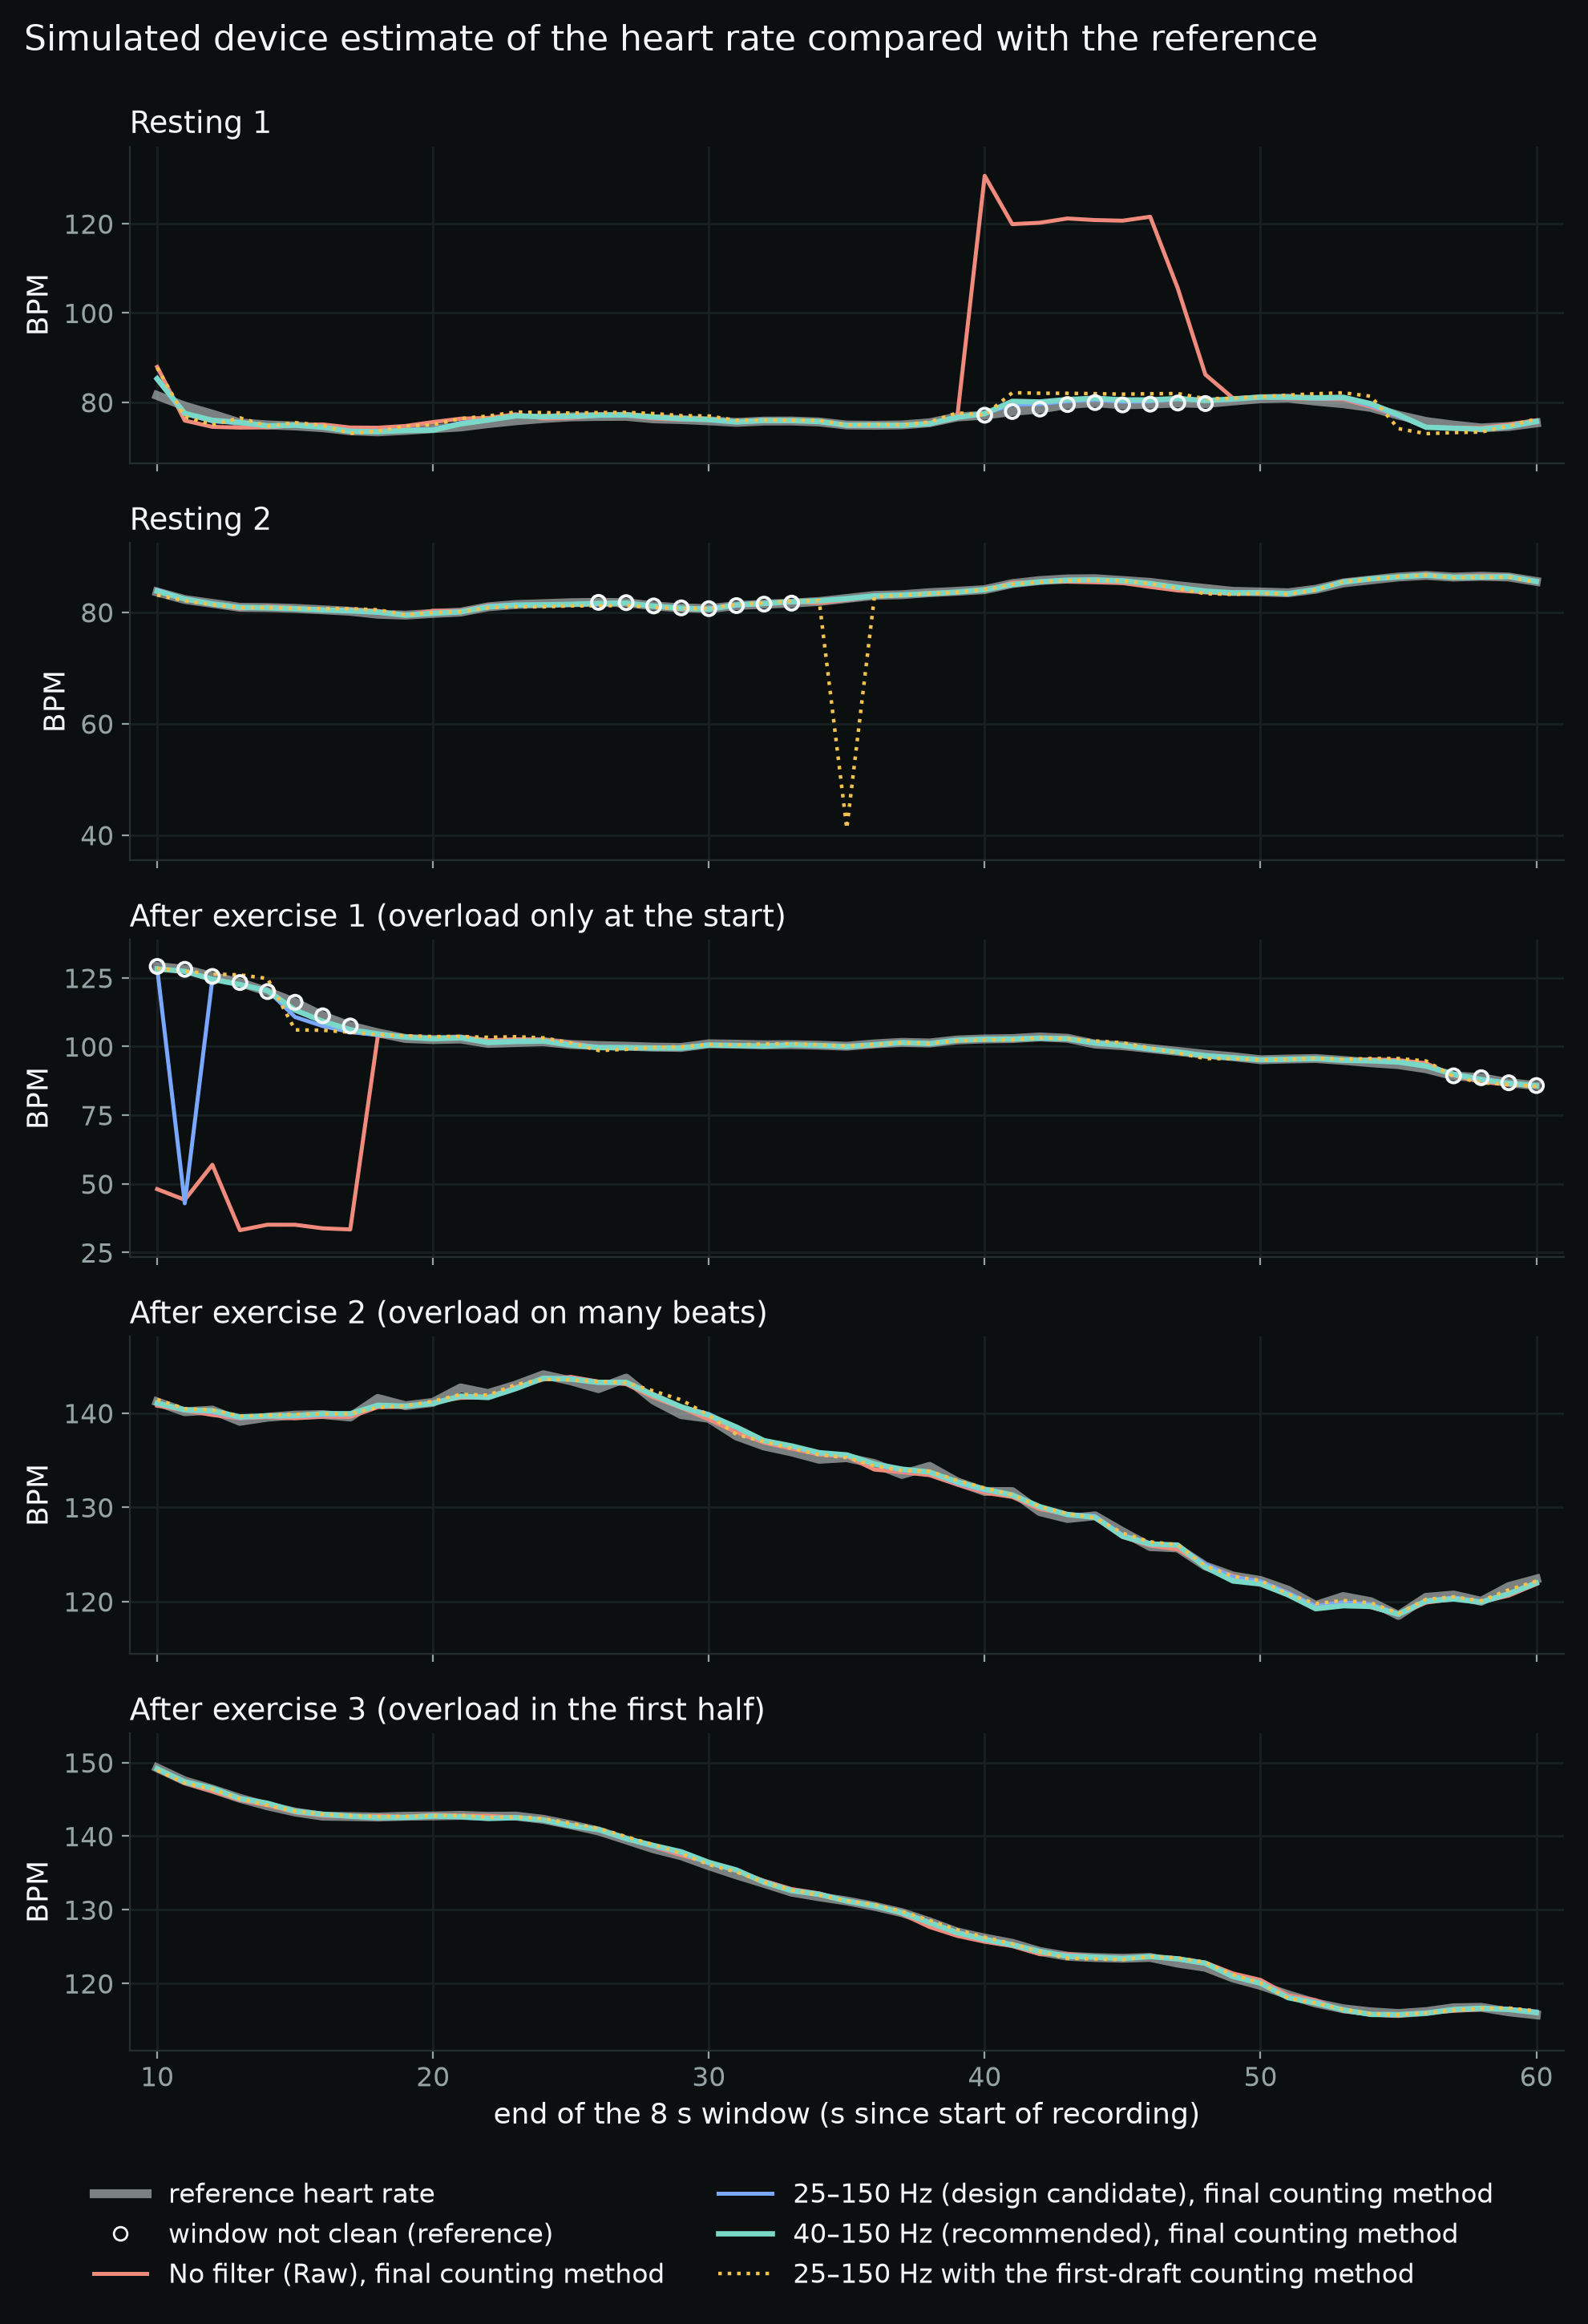 Simulated device estimate of the heart rate compared with the reference
Resting 1
BPM
120
100
80
Resting 2
BPM
80
60
40
After exercise 1 (overload only at the start)
BPM
125
100
75
50
25
After exercise 2 (overload on many beats)
BPM
140
130
120
After exercise 3 (overload in the first half)
BPM
150
140
130
120
10 20 30 40 50 60
end of the 8 s window (s since start of recording)
reference heart rate
window not clean (reference)
No filter (Raw), final counting method
25–150 Hz (design candidate), final counting method
40–150 Hz (recommended), final counting method
25–150 Hz with the first-draft counting method